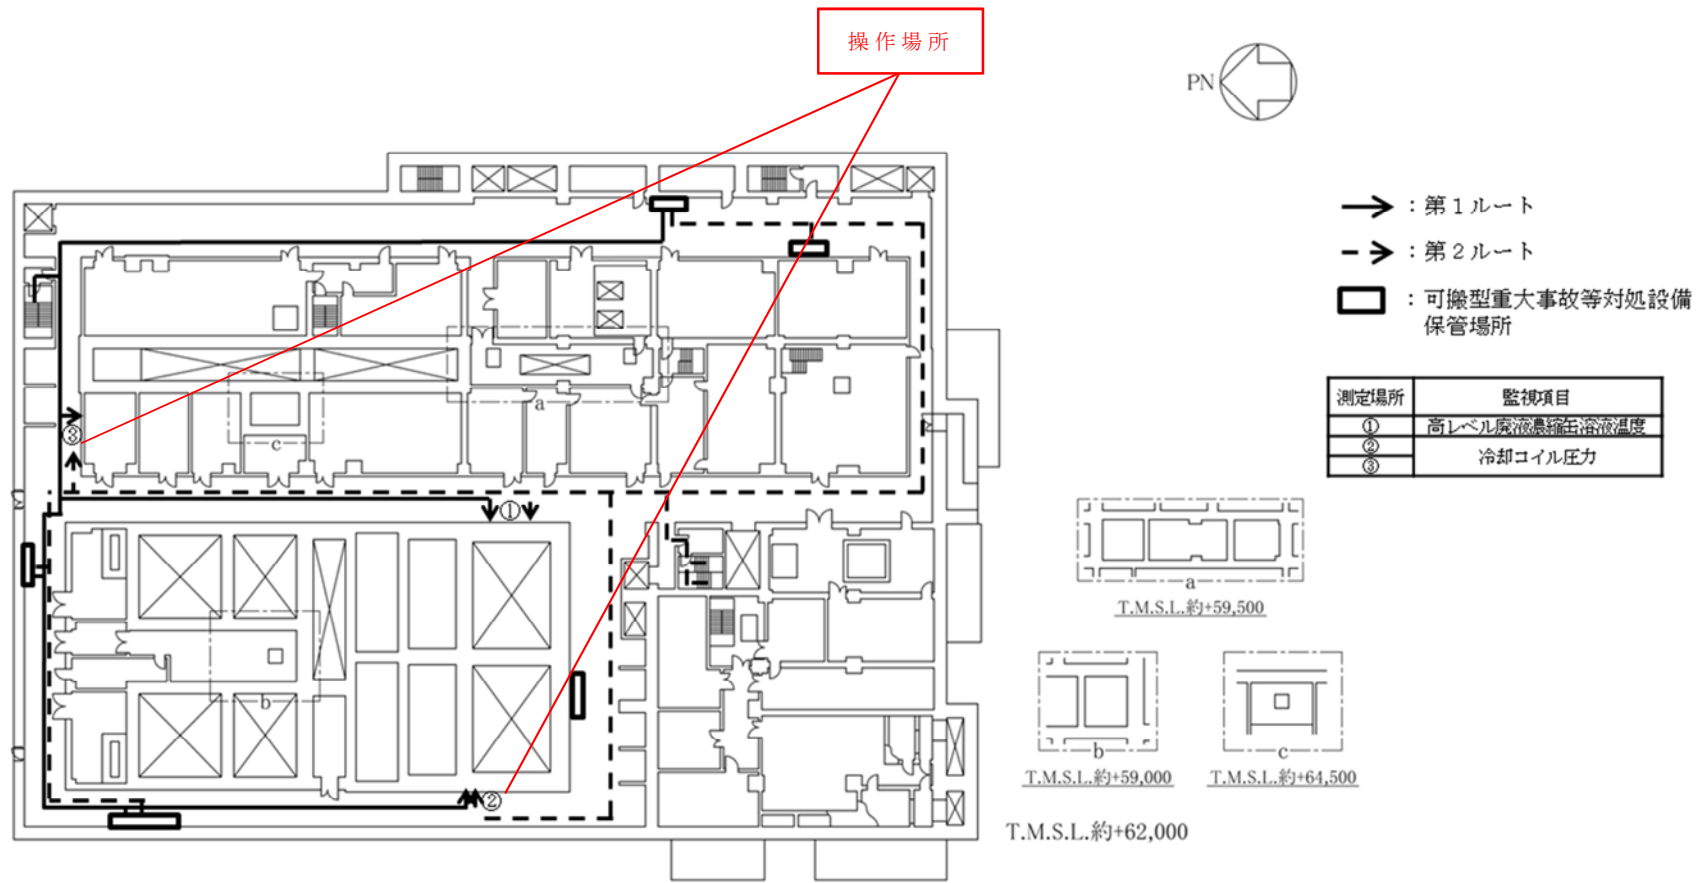 操作場所
PN
：第１ルート
：第２ルート
：可搬型重大事故等対処設備
保管場所
測定場所 監視項目
① 高レベル廃液濃縮缶溶液温度
② 冷却コイル圧力
③
a
c
③
①
b
②
a
T.M.S.L.約+59,500
b
T.M.S.L.約+59,000
c
T.M.S.L.約+64,500
T.M.S.L.約+62,000